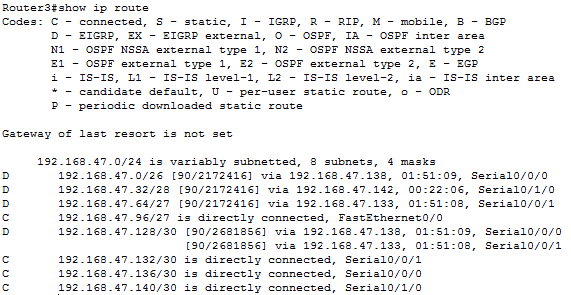 Router3#show ip route
Codes: C - connected, S - static, I - IGRP, R - RIP, M - mobile, B - BGP
D - EIGRP, EX - EIGRP external, O - OSPF, IA - OSPF inter area
N1 - OSPF NSSA external type 1, N2 - OSPF NSSA external type 2
E1 - OSPF external type 1, E2 - OSPF external type 2, E - EGP
i - IS-IS, L1 - IS-IS level-1, L2 - IS-IS level-2, ia - IS-IS inter area
* - candidate default, U - per-user static route, o - ODR
P - periodic downloaded static route
Gateway of last resort is not set
192.168.47.0/24 is variably subnetted, 8 subnets, 4 masks
D 192.168.47.0/26 [90/2172416] via 192.168.47.138, 01:51:09, Serial0/0/0
D 192.168.47.32/28 [90/2172416] via 192.168.47.142, 00:22:06, Serial0/1/0
D 192.168.47.64/27 [90/2172416] via 192.168.47.133, 01:51:08, Serial0/0/1
C 192.168.47.96/27 is directly connected, FastEthernet0/0
D 192.168.47.128/30 [90/2681856] via 192.168.47.138, 01:51:09, Serial0/0/0
[90/2681856] via 192.168.47.133, 01:51:08, Serial0/0/1
C 192.168.47.132/30 is directly connected, Serial0/0/1
C 192.168.47.136/30 is directly connected, Serial0/0/0
C 192.168.47.140/30 is directly connected, Serial0/1/0